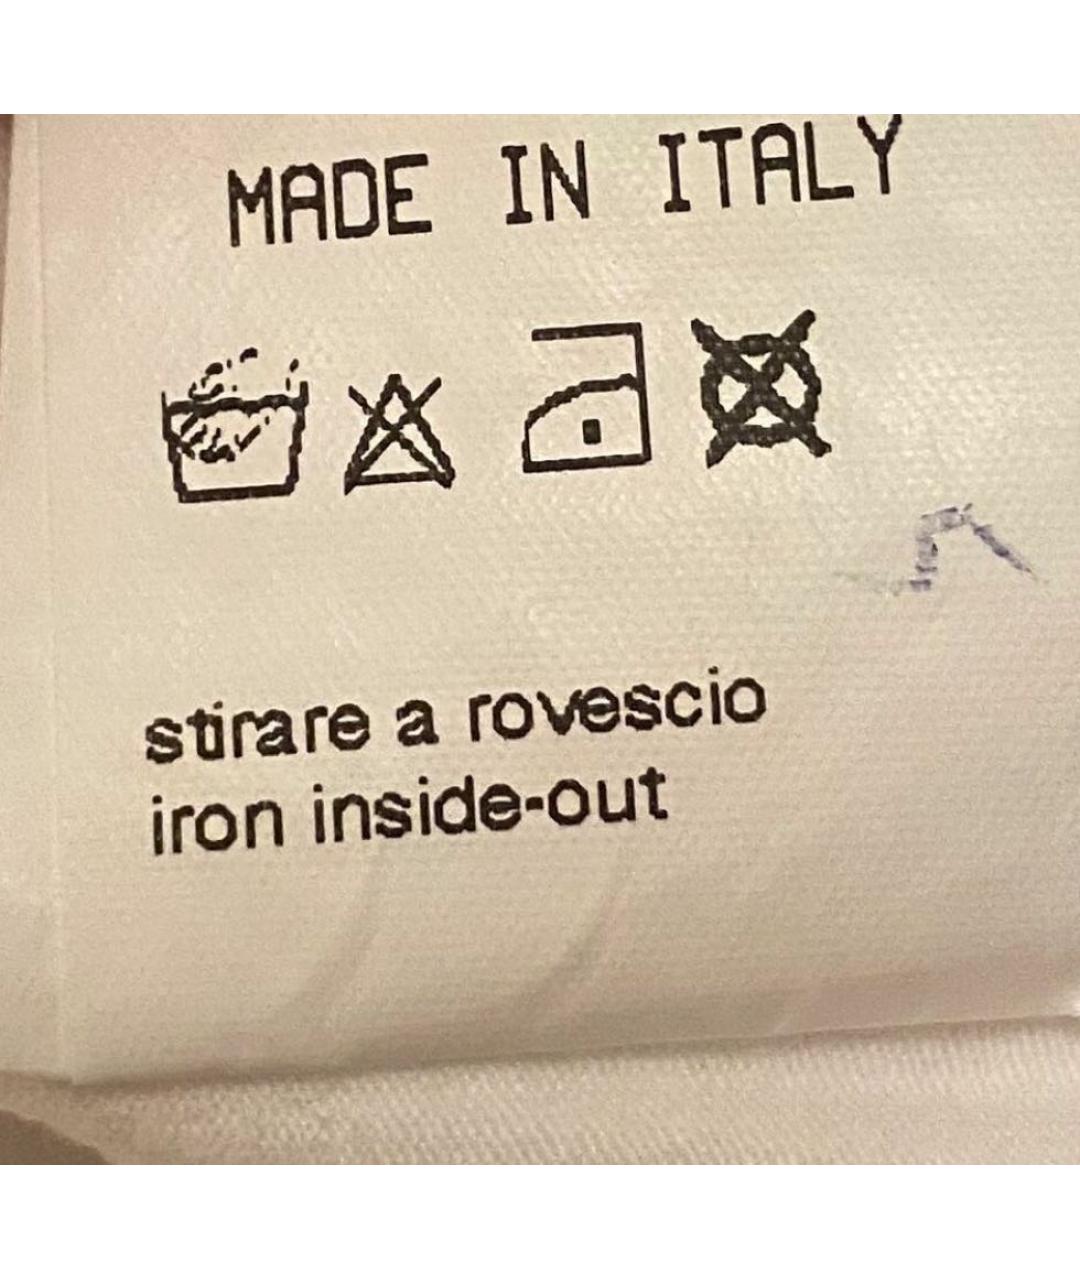 MADE IN ITALY
stirare a rovescio
iron inside-out